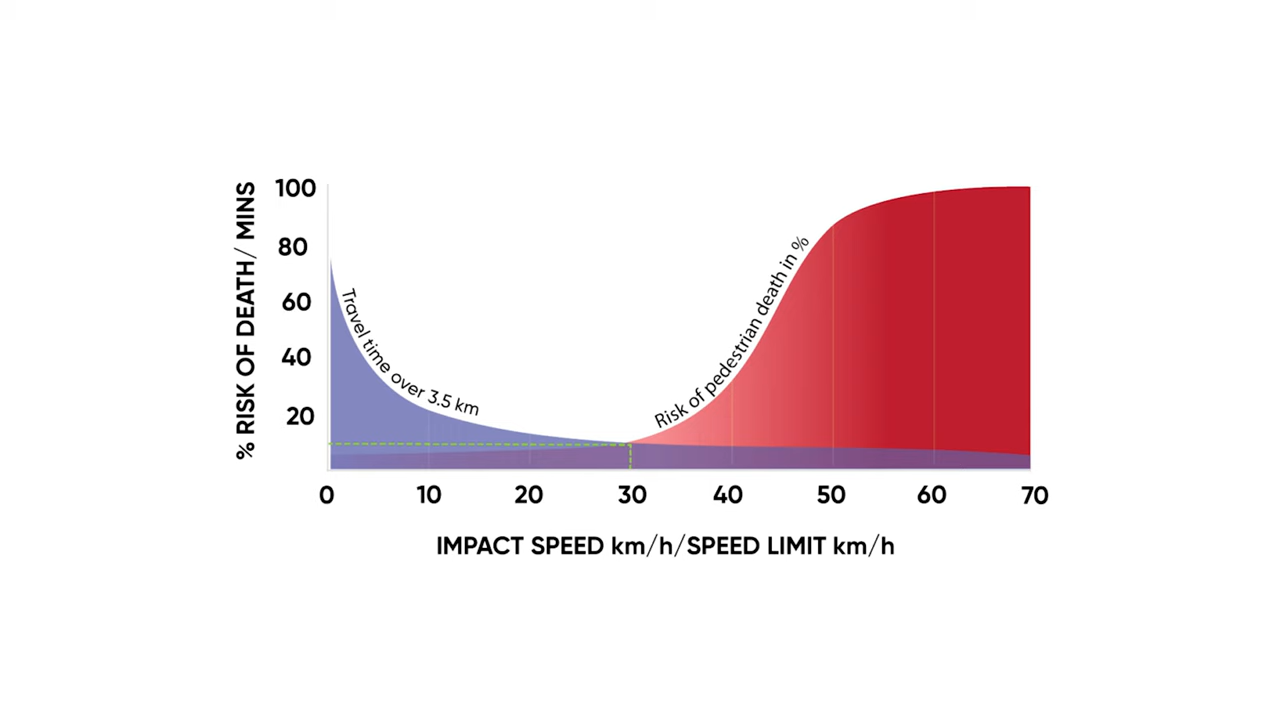 % RISK OF DEATH/ MINS
100
80
60
40
20
Travel time over 3.5 km
Risk of pedestrian death in %
0 10 20 30 40 50 60 70
IMPACT SPEED km/h/SPEED LIMIT km/h